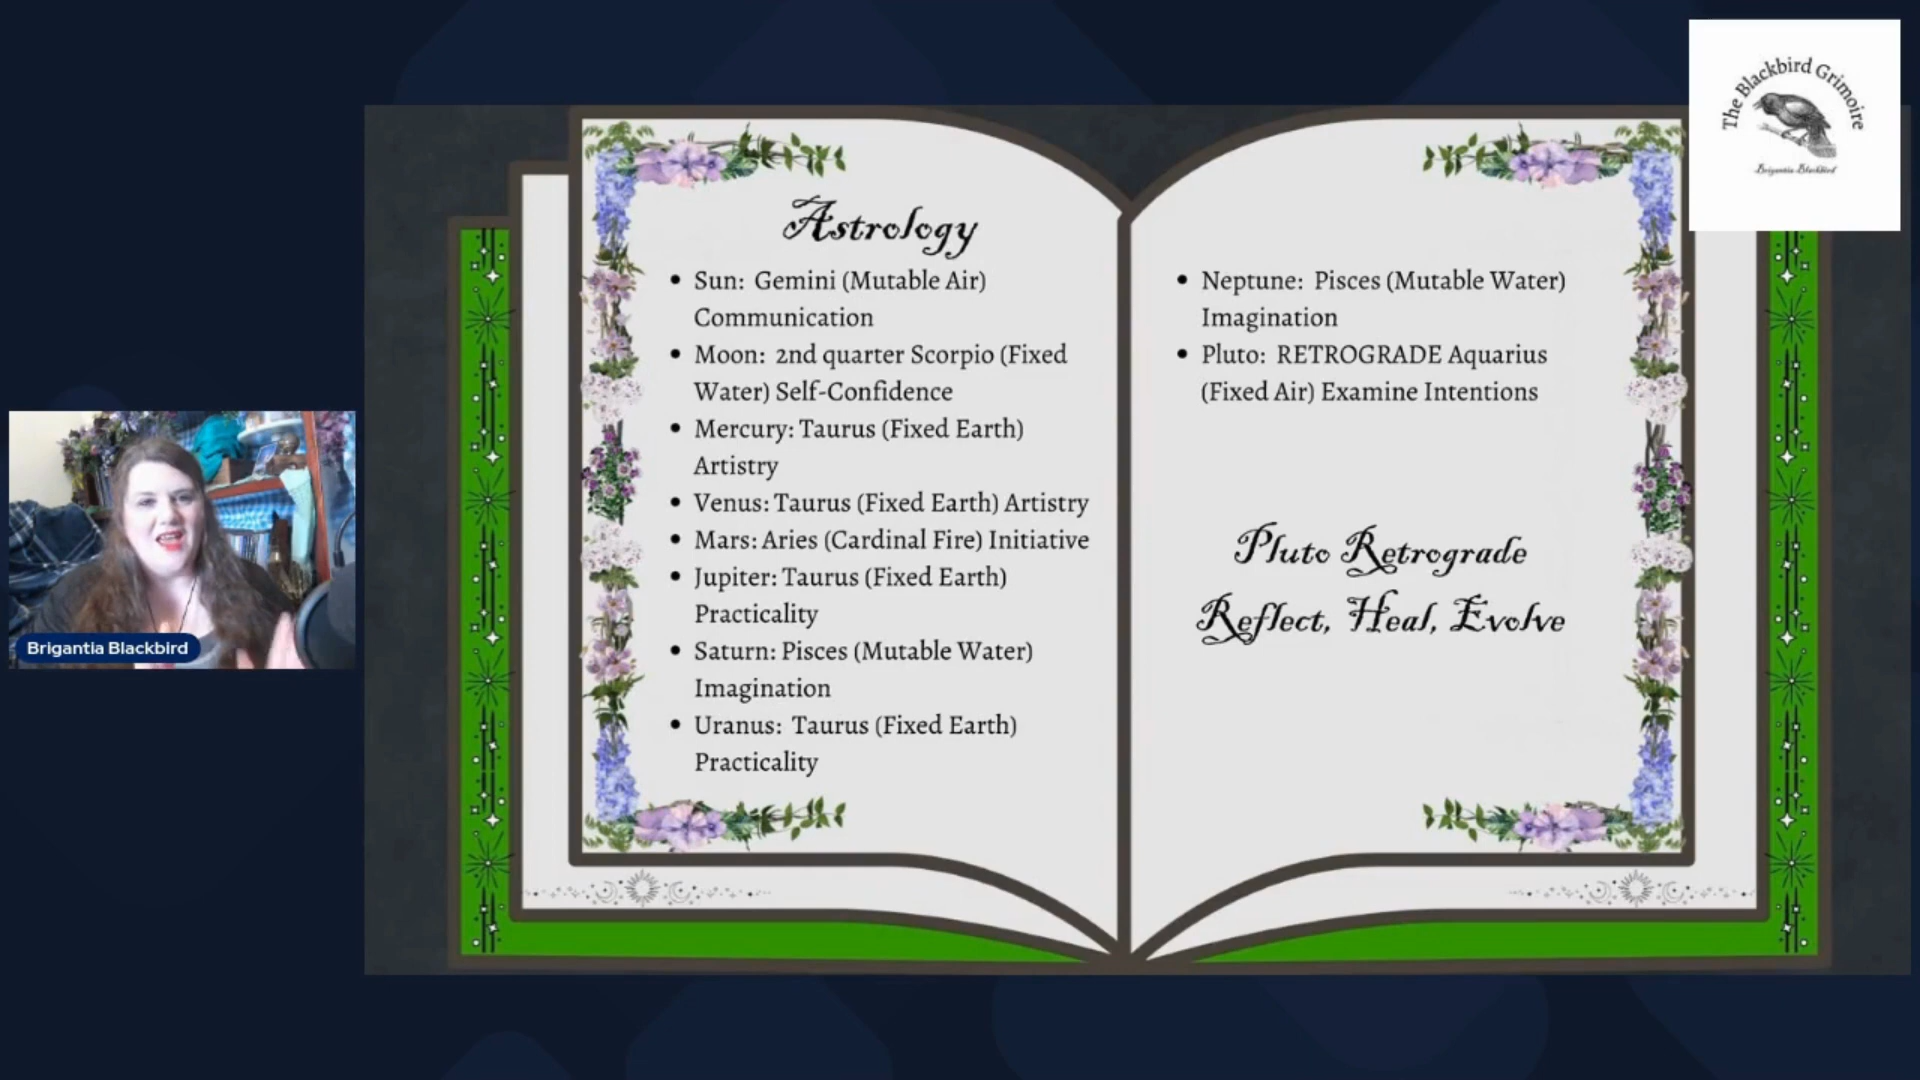 The Blackbird Grimoire
Brigantia Blackbird
Astrology
Sun: Gemini (Mutable Air)
Communication
Moon: 2nd quarter Scorpio (Fixed
Water) Self-Confidence
Mercury: Taurus (Fixed Earth)
Artistry
Venus: Taurus (Fixed Earth) Artistry
Mars: Aries (Cardinal Fire) Initiative
Jupiter: Taurus (Fixed Earth)
Practicality
Saturn: Pisces (Mutable Water)
Imagination
Uranus: Taurus (Fixed Earth)
Practicality
Neptune: Pisces (Mutable Water)
Imagination
Pluto: RETROGRADE Aquarius
(Fixed Air) Examine Intentions
Pluto Retrograde
Reflect, Heal, Evolve
Brigantia Blackbird